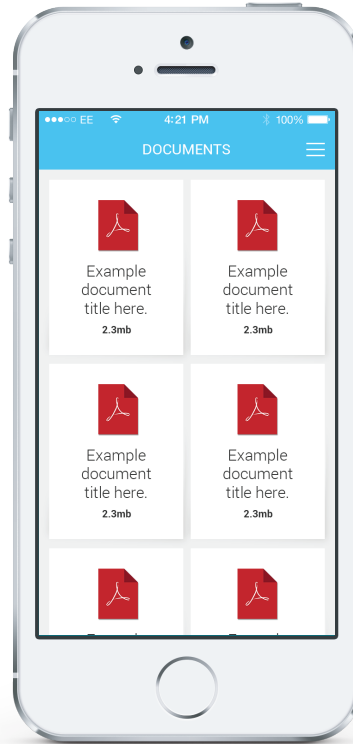 EE 4:21 PM 100%
DOCUMENTS
Example Example
document document
title here. title here.
2.3mb 2.3mb
Example Example
document document
title here. title here.
2.3mb 2.3mb